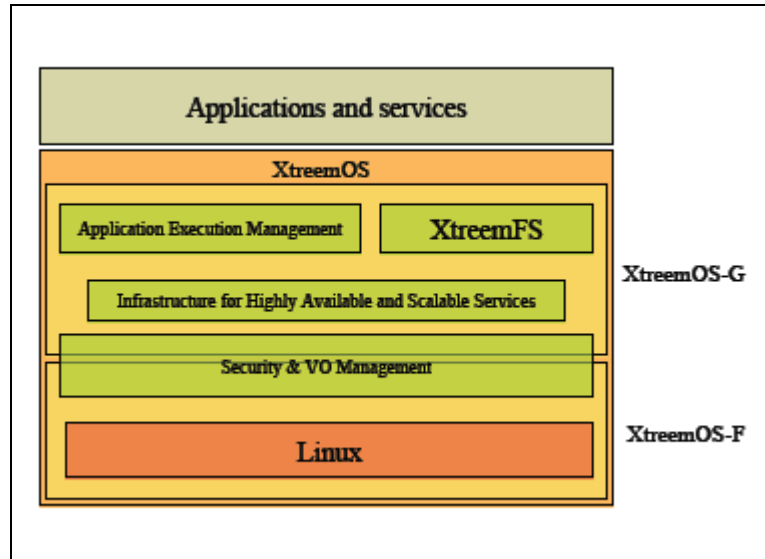 Applications and services
XtreemOS
Application Execution Management
XtreemFS
XtreemOS-G
Infrastructure for Highly Available and Scalable Services
Security & VO Management
XtreemOS-F
Linux